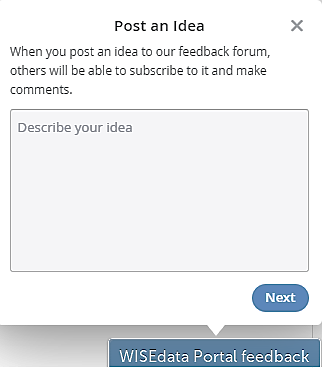 Post an Idea
When you post an idea to our feedback forum,
others will be able to subscribe to it and make
comments.
Describe your idea
Next
WISEdata Portal feedback